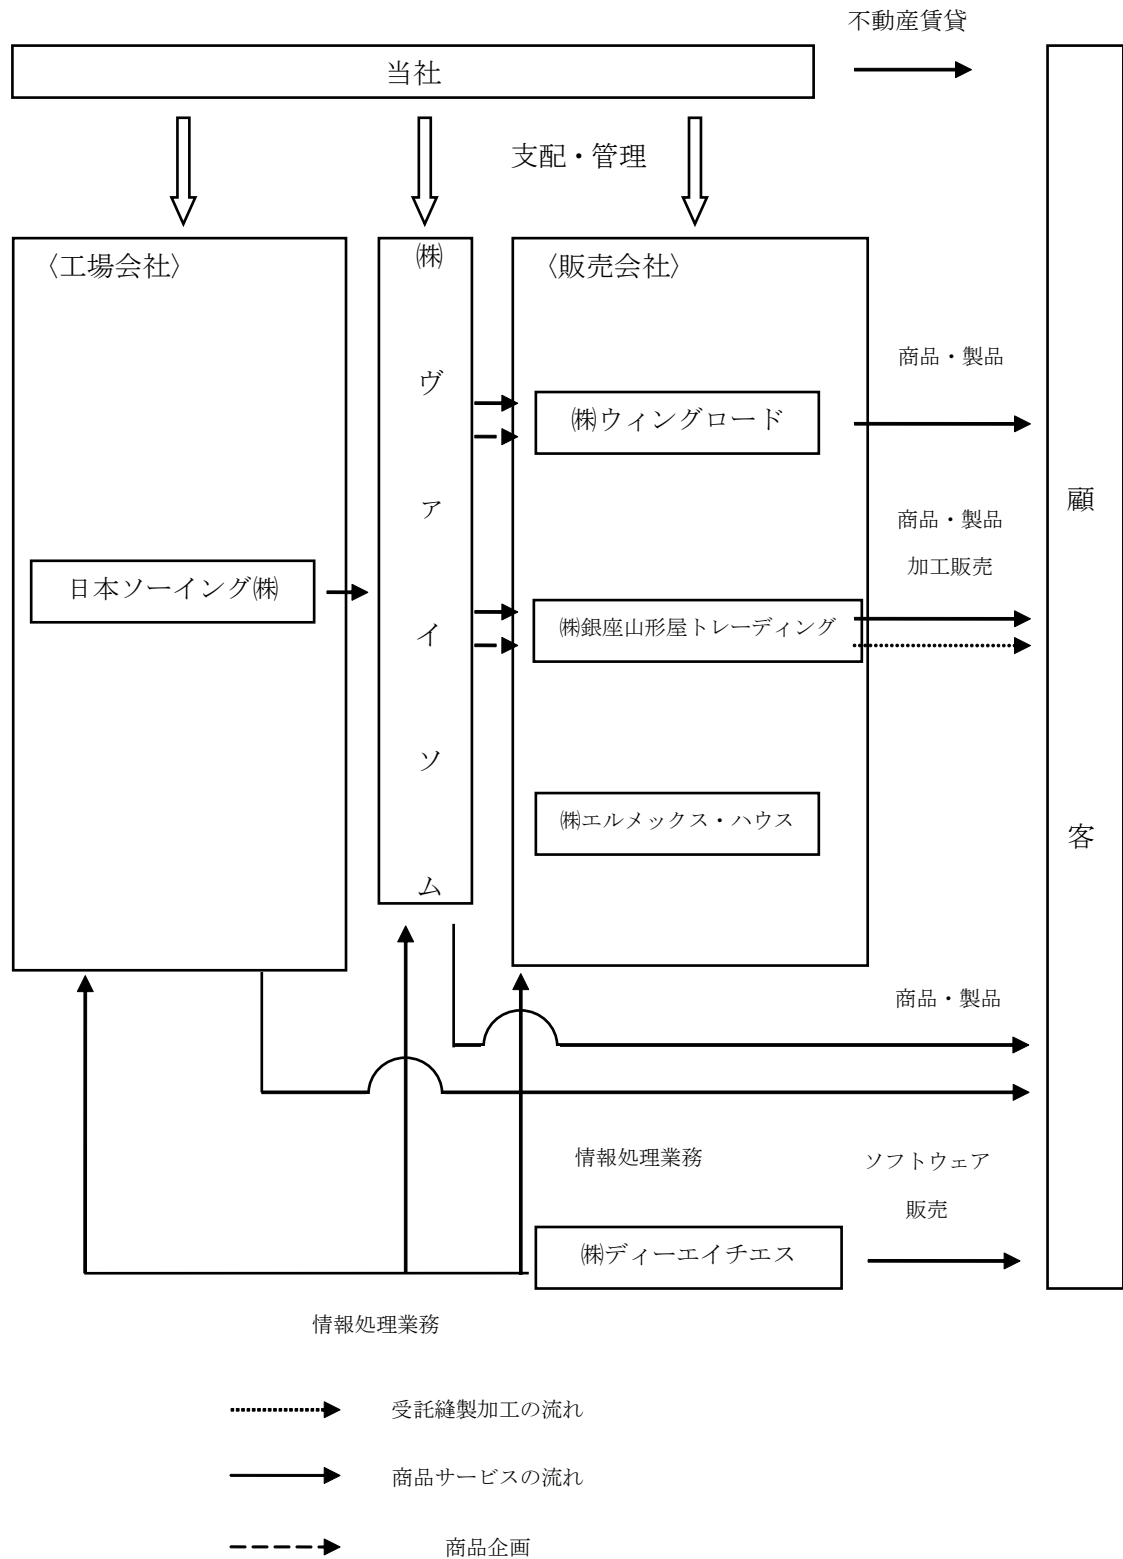 不動産賃貸
当社
支配・管理
〈工場会社〉
㈱ヴアイソム
〈販売会社〉
商品・製品
㈱ウィングロード
顧客
商品・製品
加工販売
日本ソーイング㈱
㈱銀座山形屋トレーディング
㈱エルメックス・ハウス
商品・製品
情報処理業務
ソフトウェア
販売
㈱ディーエイチエス
情報処理業務
受託縫製加工の流れ
商品サービスの流れ
商品企画